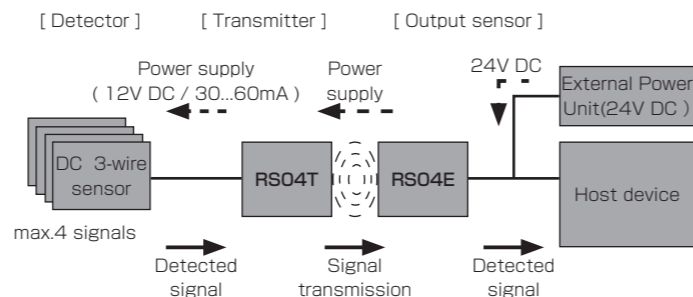 [ Detector ]
[ Transmitter ]
[ Output sensor ]
Power supply
( 12V DC / 30...60mA )
Power
supply
24V DC
External Power
Unit(24V DC )
DC 3-wire
sensor
RS04T
RS04E
Host device
max.4 signals
Detected
signal
Signal
transmission
Detected
signal